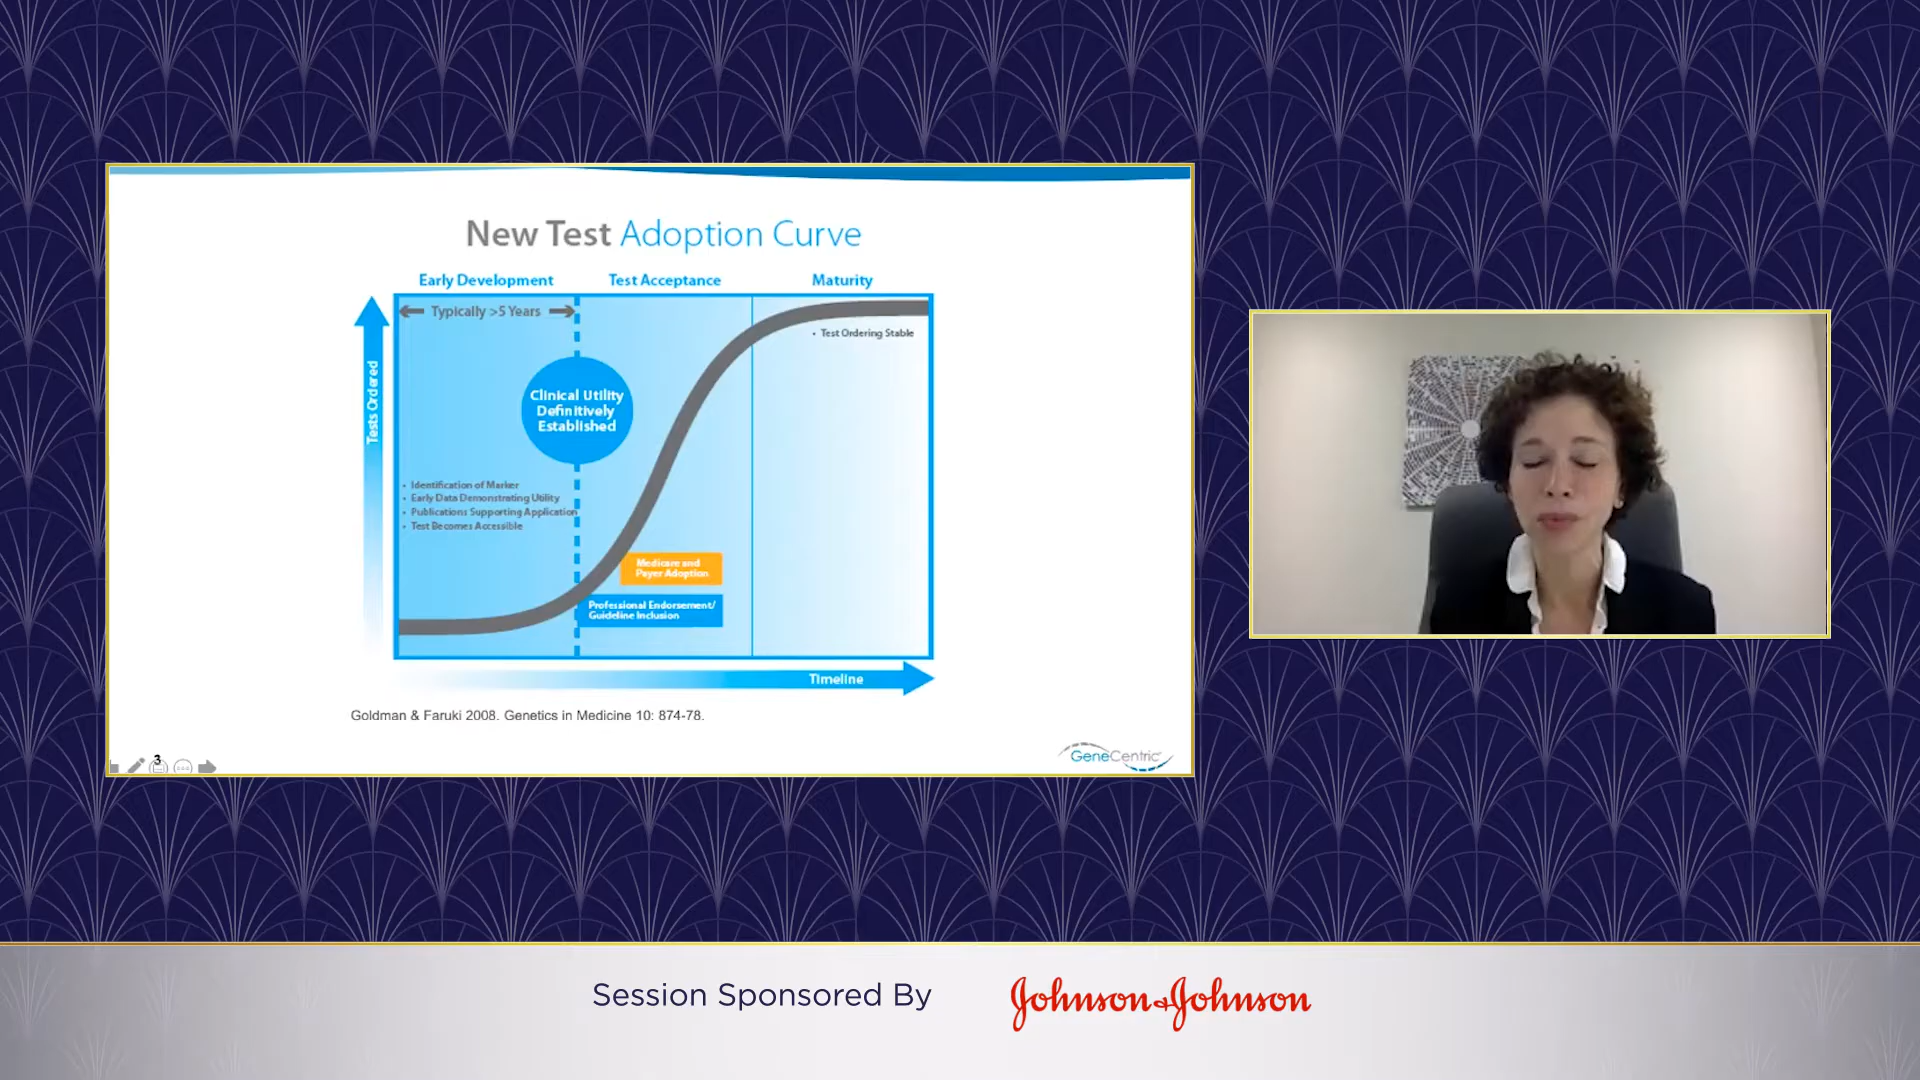 New Test Adoption Curve
Early Development
Test Acceptance
Maturity
Typically >5 Years
• Test Ordering Stable
Tests Ordered
Clinical Utility
Definitively
Established
• Identification of Marker
• Early Data Demonstrating Utility
• Publications Supporting Application
• Test Becomes Accessible
Medicare and
Payer Adoption
Professional Endorsement/
Guideline Inclusion
Timeline
Goldman & Faruki 2008. Genetics in Medicine 10: 874-78.
3
GeneCentric
Session Sponsored By
Johnson & Johnson